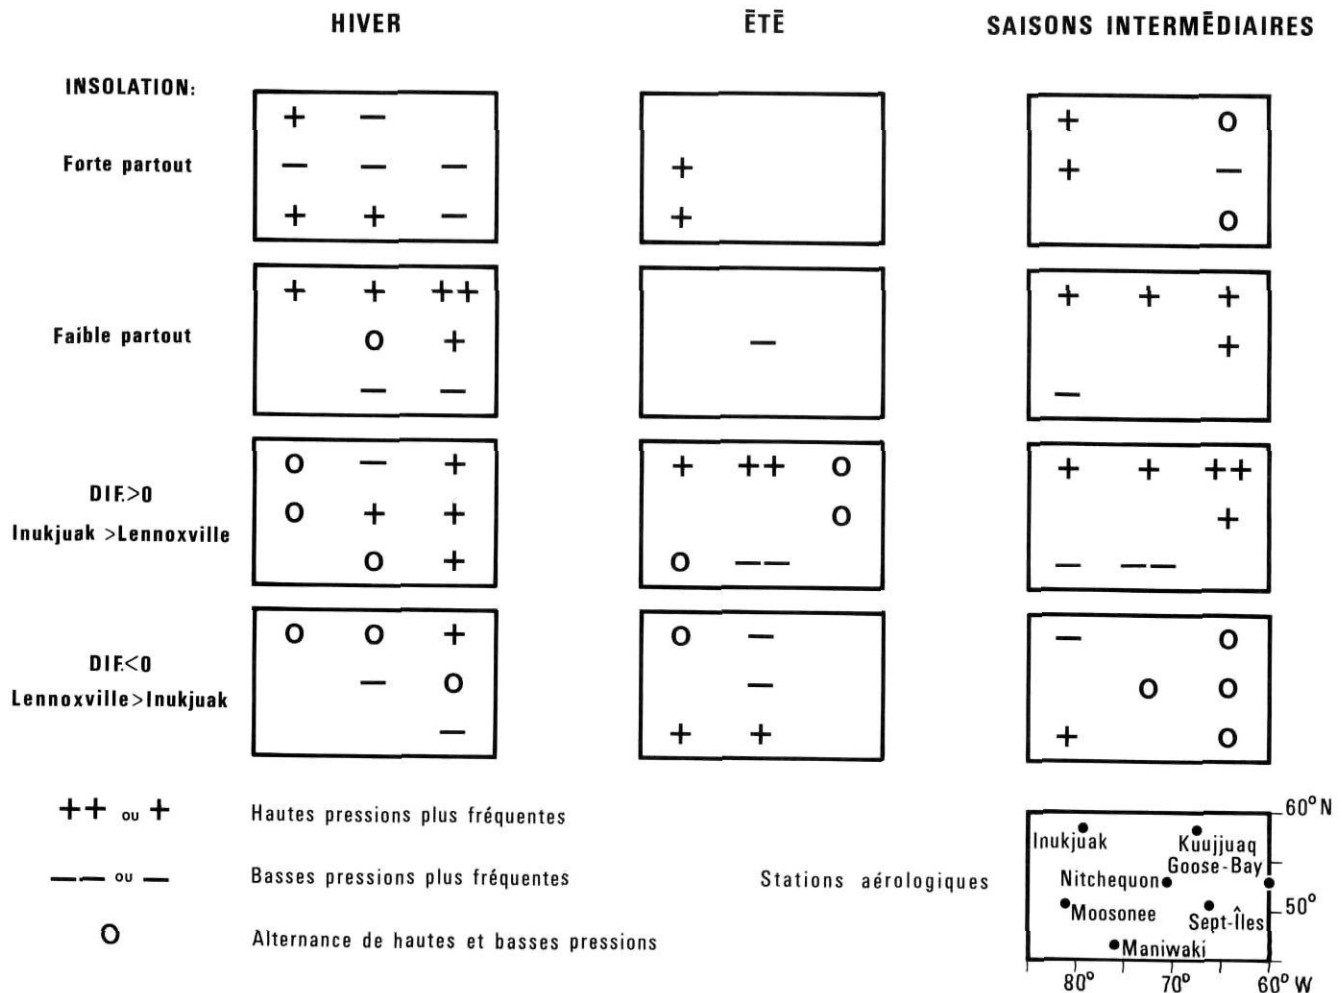 HIVER
ĒTĒ
SAISONS INTERMĒDIAIRES
INSOLATION:
Forte partout
+ —
— — —
+ + —
+
+
+ O
+ —
O
Faible partout
+ + ++
O +
— —
—
+ + +
+
—
DIF.>0
Inukjuak >Lennoxville
O — +
O + +
O +
+ ++ O
O
O ——
+ + ++
+
— ——
DIF.<0
Lennoxville>Inukjuak
O O +
— O
—
O —
—
+ +
— O
O O
+ O
++ ou + Hautes pressions plus fréquentes
—— ou — Basses pressions plus fréquentes
O Alternance de hautes et basses pressions
Stations aérologiques
60°N
Inukjuak
Kuujjuaq
Goose-Bay
Nitchequon
50°
Moosonee
Sept-Îles
Maniwaki
80° 70° 60° W